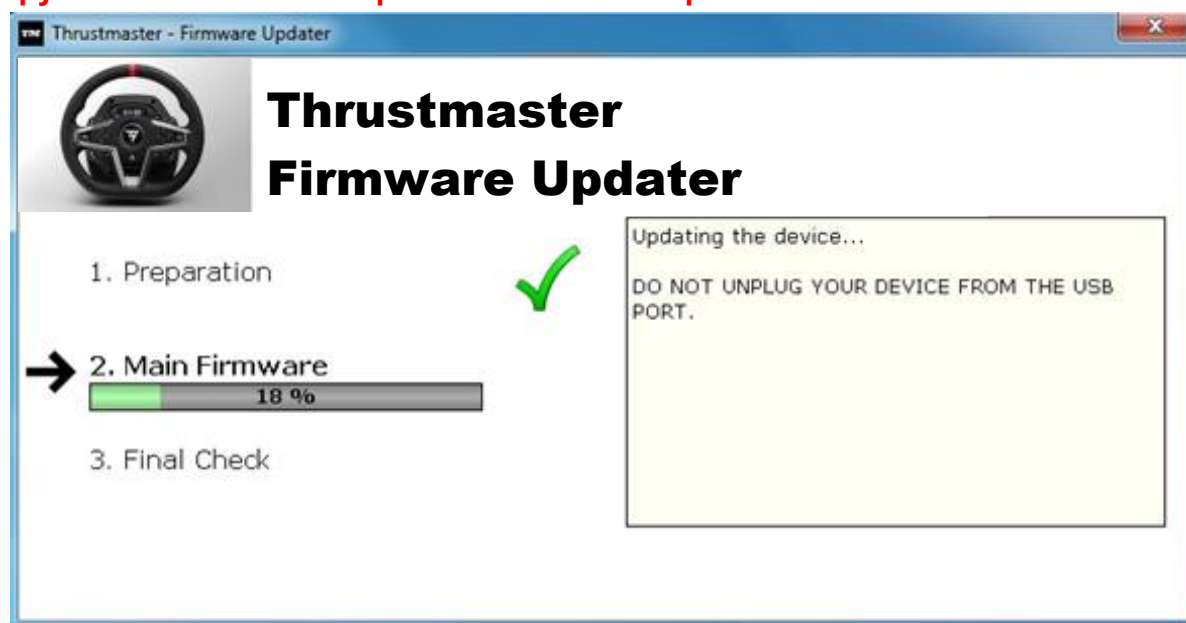 Thrustmaster - Firmware Updater
Thrustmaster
Firmware Updater
1. Preparation
2. Main Firmware
18 %
3. Final Check
Updating the device...
DO NOT UNPLUG YOUR DEVICE FROM THE USB
PORT.